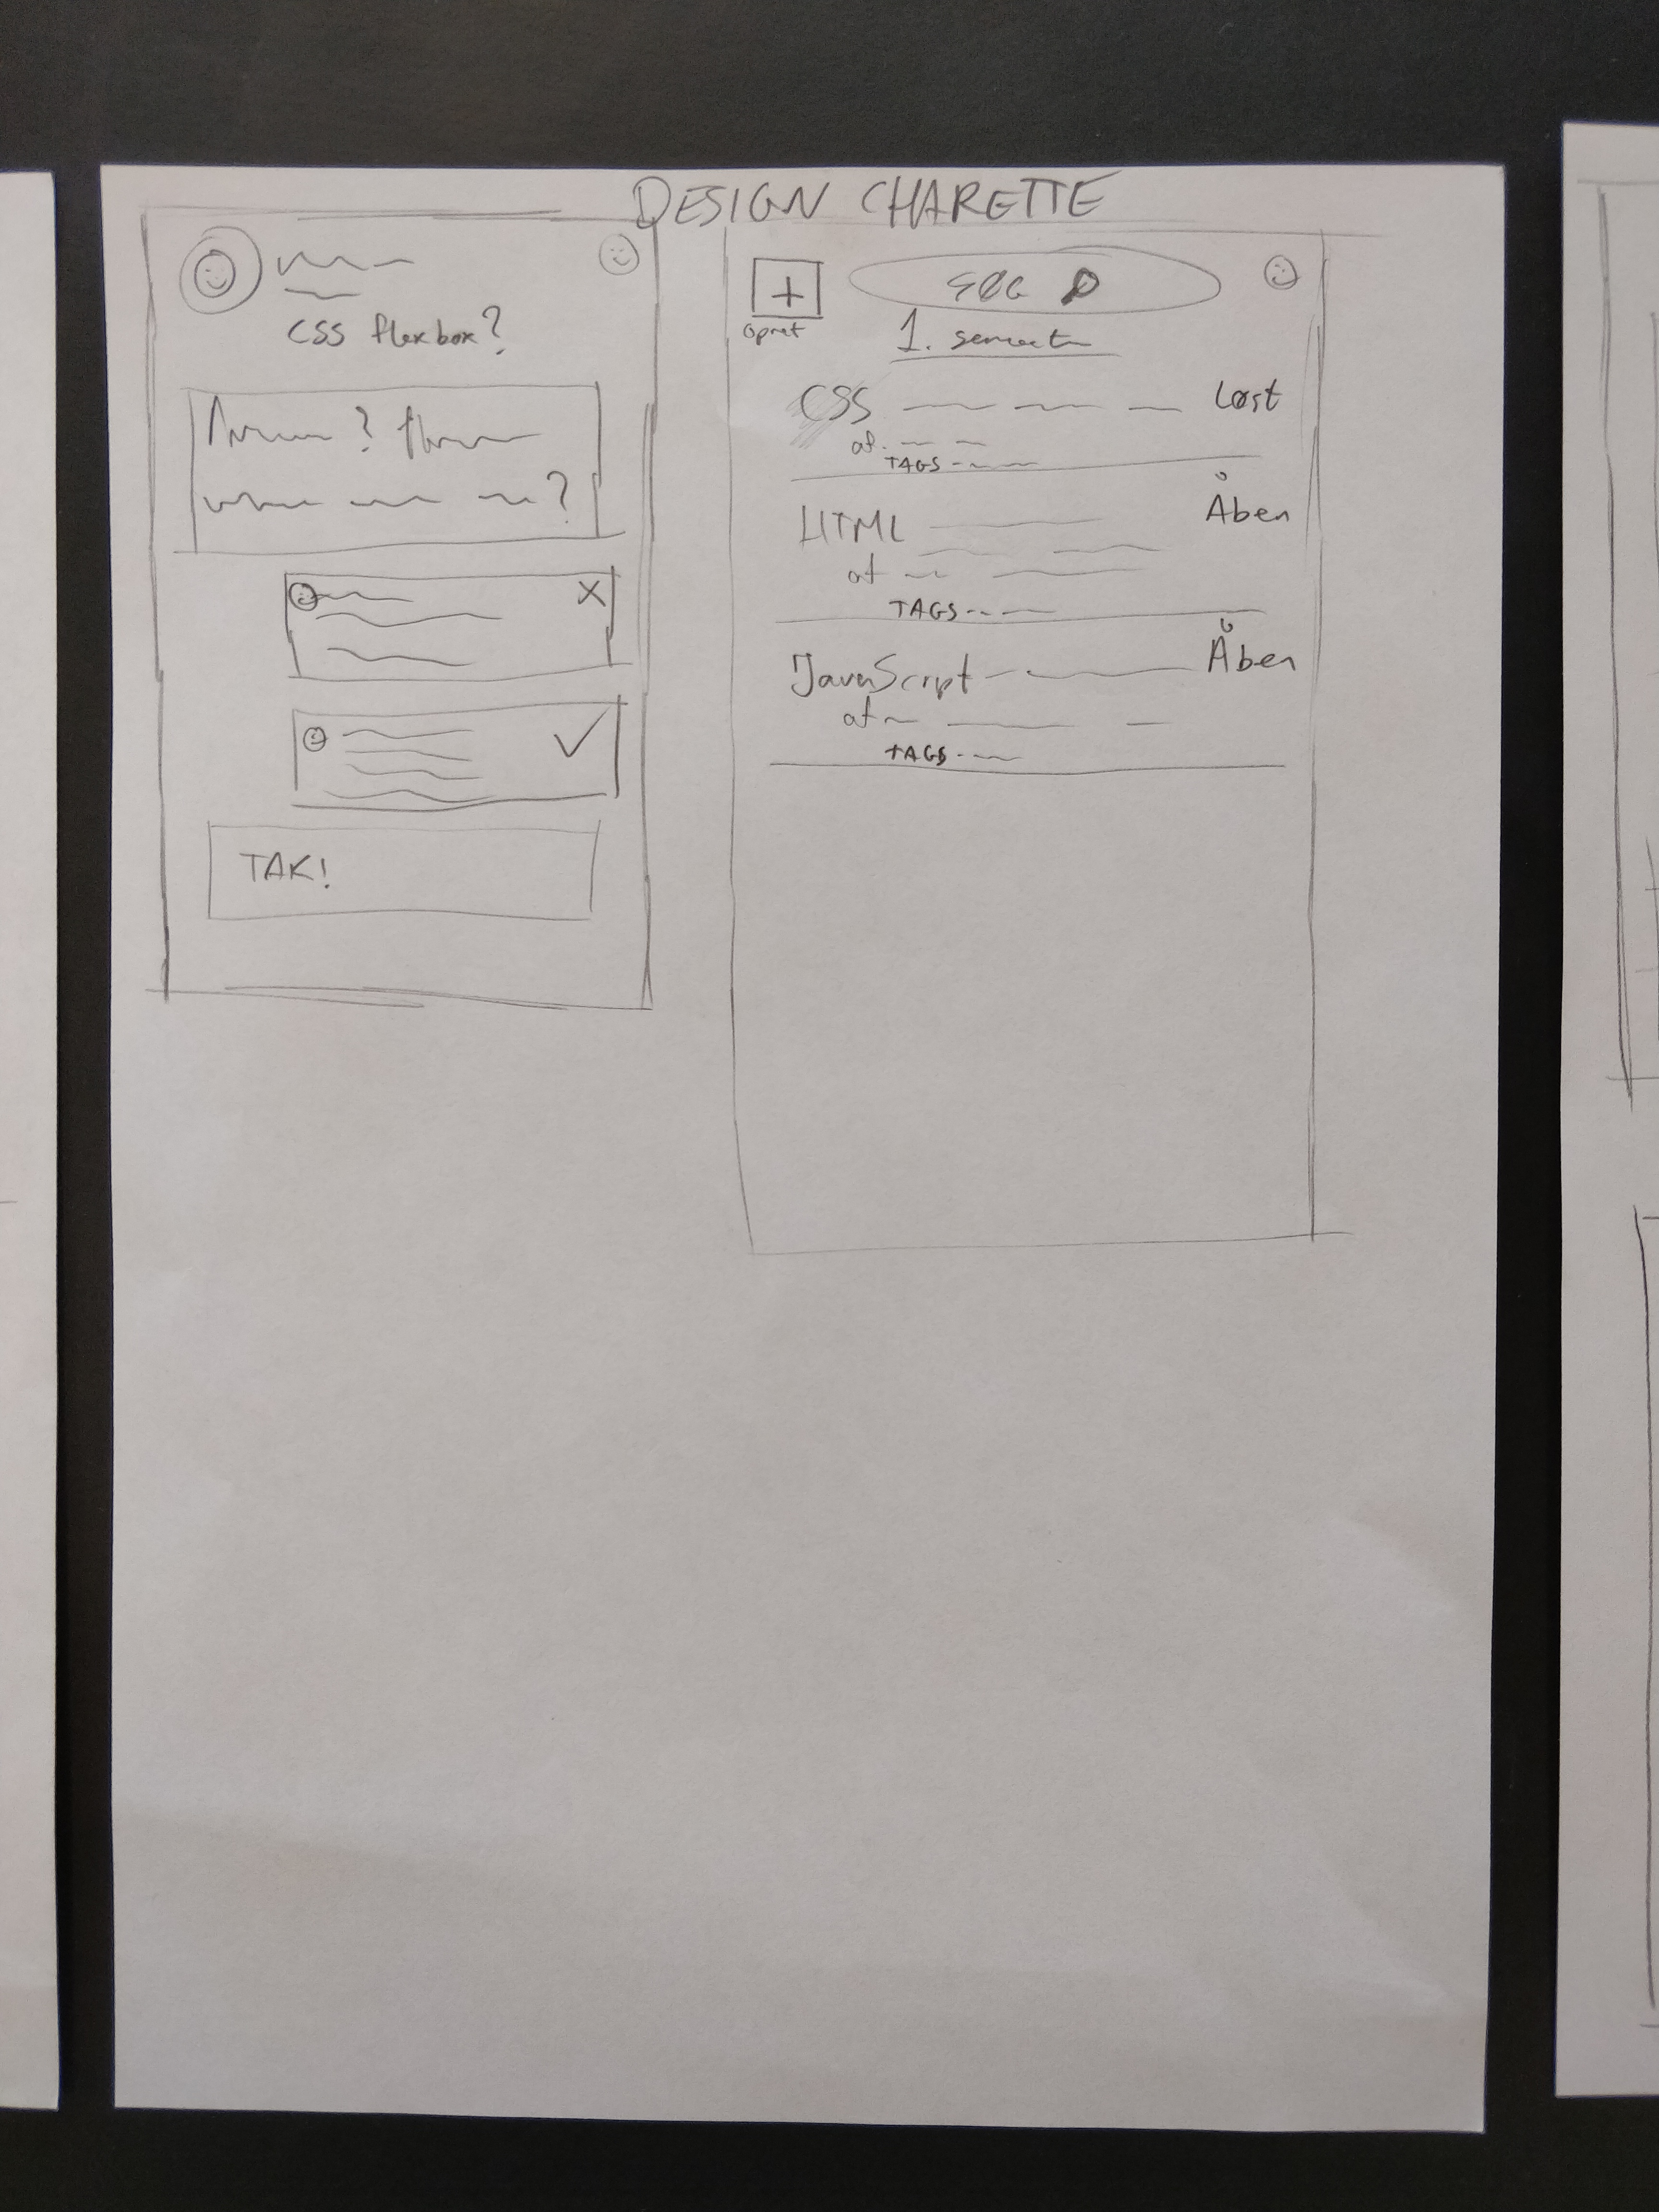 DESIGN CHARETTE
CSS flexbox?
?
?
X
TAK!
+
opret
SØG
1. semester
CSS Løst
af
TAGS
HTML Åben
af
TAGS
JavaScript Åben
af
TAGS